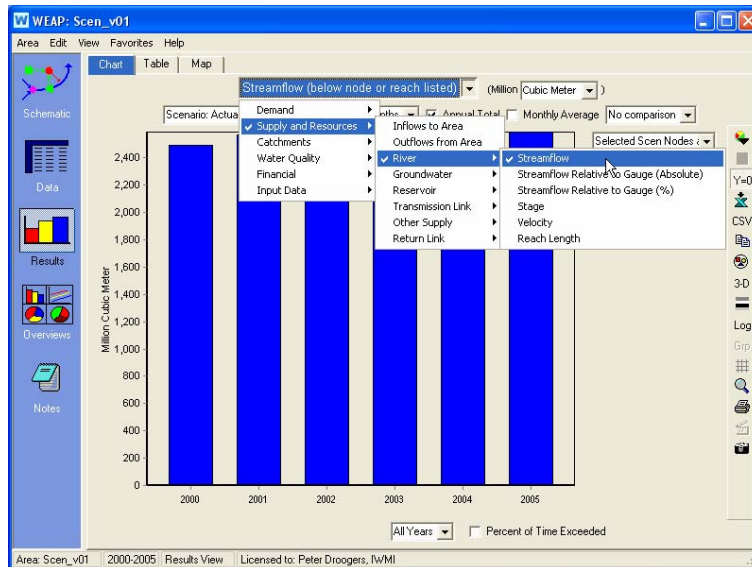 WEAP: Scen_v01
Area Edit View Favorites Help
Chart Table Map
Streamflow (below node or reach listed) (Million Cubic Meter )
Scenario: Actua nths Annual Total Monthly Average No comparison
Selected Scen Nodes
Demand
Supply and Resources
Catchments
Water Quality
Financial
Input Data
Inflows to Area
Outflows from Area
River
Groundwater
Reservoir
Transmission Link
Other Supply
Return Link
Streamflow
Streamflow Relative to Gauge (Absolute)
Streamflow Relative to Gauge (%)
Stage
Velocity
Reach Length
Schematic
Data
Results
Overviews
Notes
Million Cubic Meter
2,400
2,200
2,000
1,800
1,600
1,400
1,200
1,000
800
600
400
200
0
2000 2001 2002 2003 2004 2005
Y=0
CSV
3-D
Log
Grp
All Years Percent of Time Exceeded
Area: Scen_v01 2000-2005 Results View Licensed to: Peter Droogers, IWMI